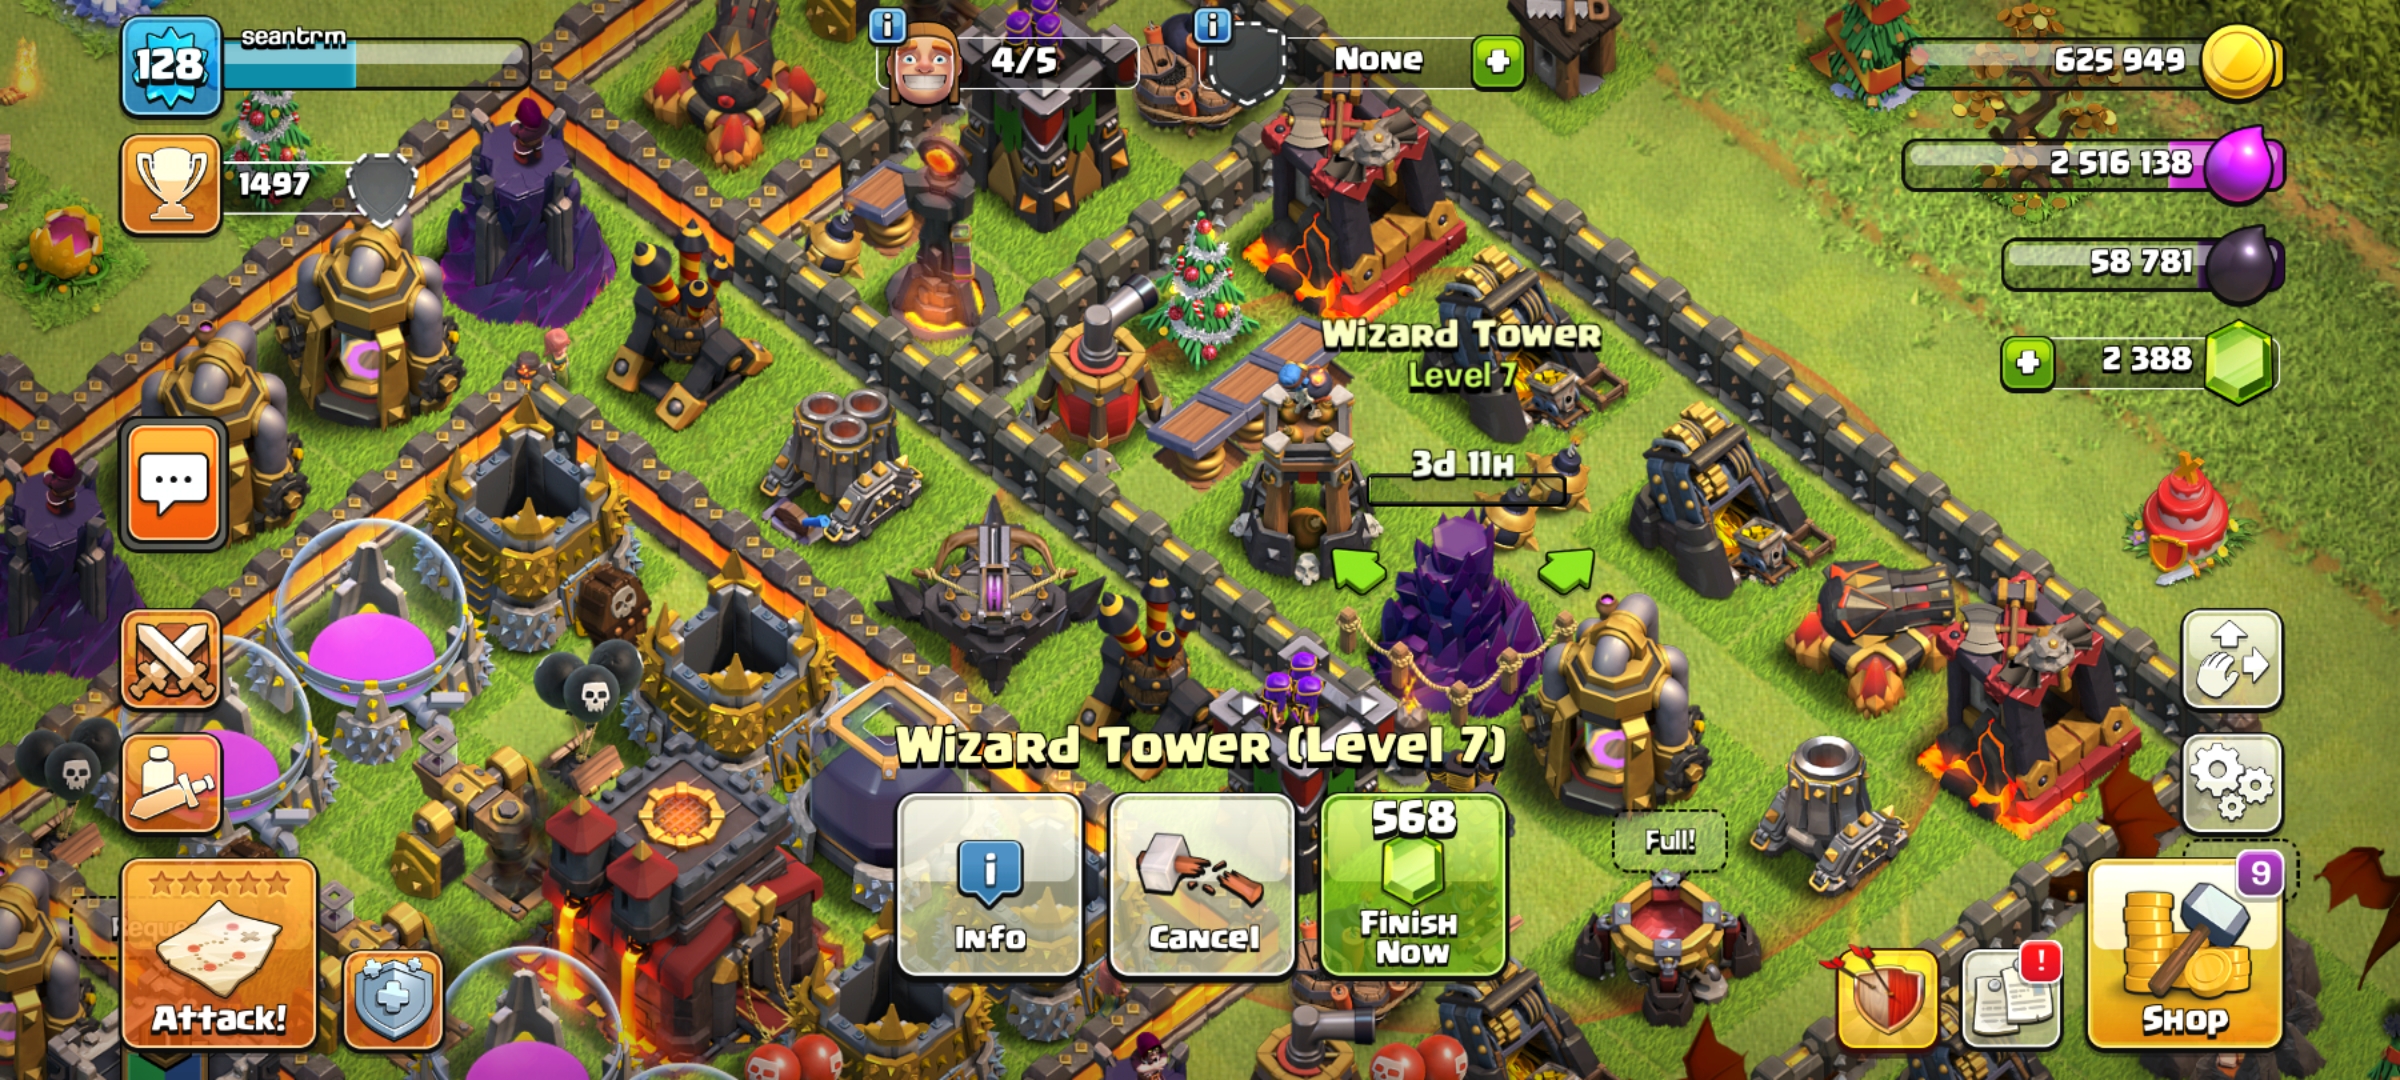 128
seantrm
4/5
None
625 949
1497
2 516 138
58 781
2 388
Wizard Tower
Level 7
3d 11h
Wizard Tower (Level 7)
Info
Cancel
568
Finish
Now
Full!
Reque
Attack!
9
!
Shop